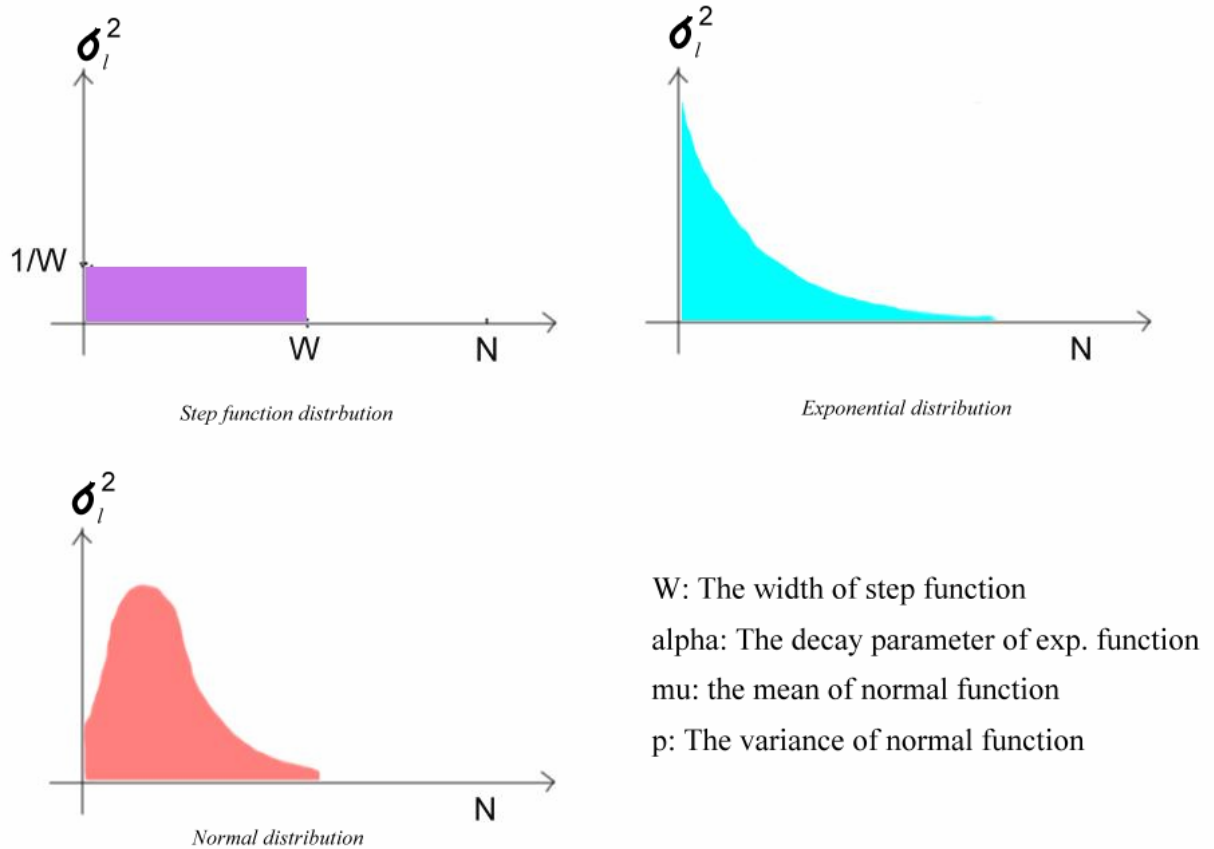 σ_l^2
1/W
W
N
Step function distrbution
σ_l^2
N
Exponential distribution
σ_l^2
N
Normal distribution
W: The width of step function
alpha: The decay parameter of exp. function
mu: the mean of normal function
p: The variance of normal function